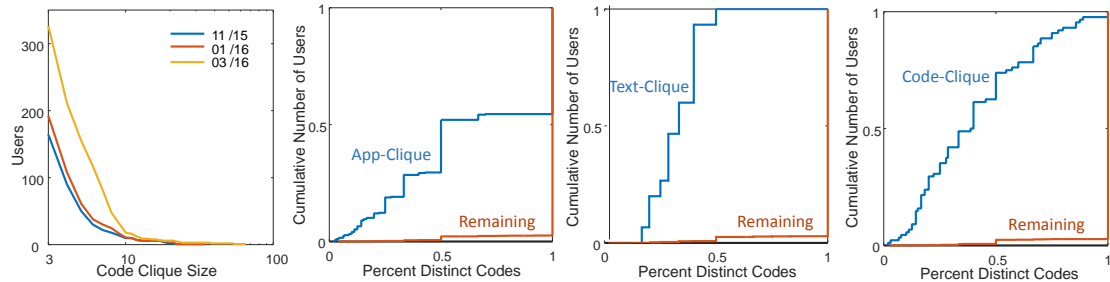 Users
300
200
100
0
11 /15
01 /16
03 /16
3
10
100
Code Clique Size
Cumulative Number of Users
1
0.5
0
App-Clique
Remaining
0
0.5
1
Percent Distinct Codes
Cumulative Number of Users
1
0.5
0
Text-Clique
Remaining
0
0.5
1
Percent Distinct Codes
Cumulative Number of Users
1
0.5
0
Code-Clique
Remaining
0
0.5
1
Percent Distinct Codes